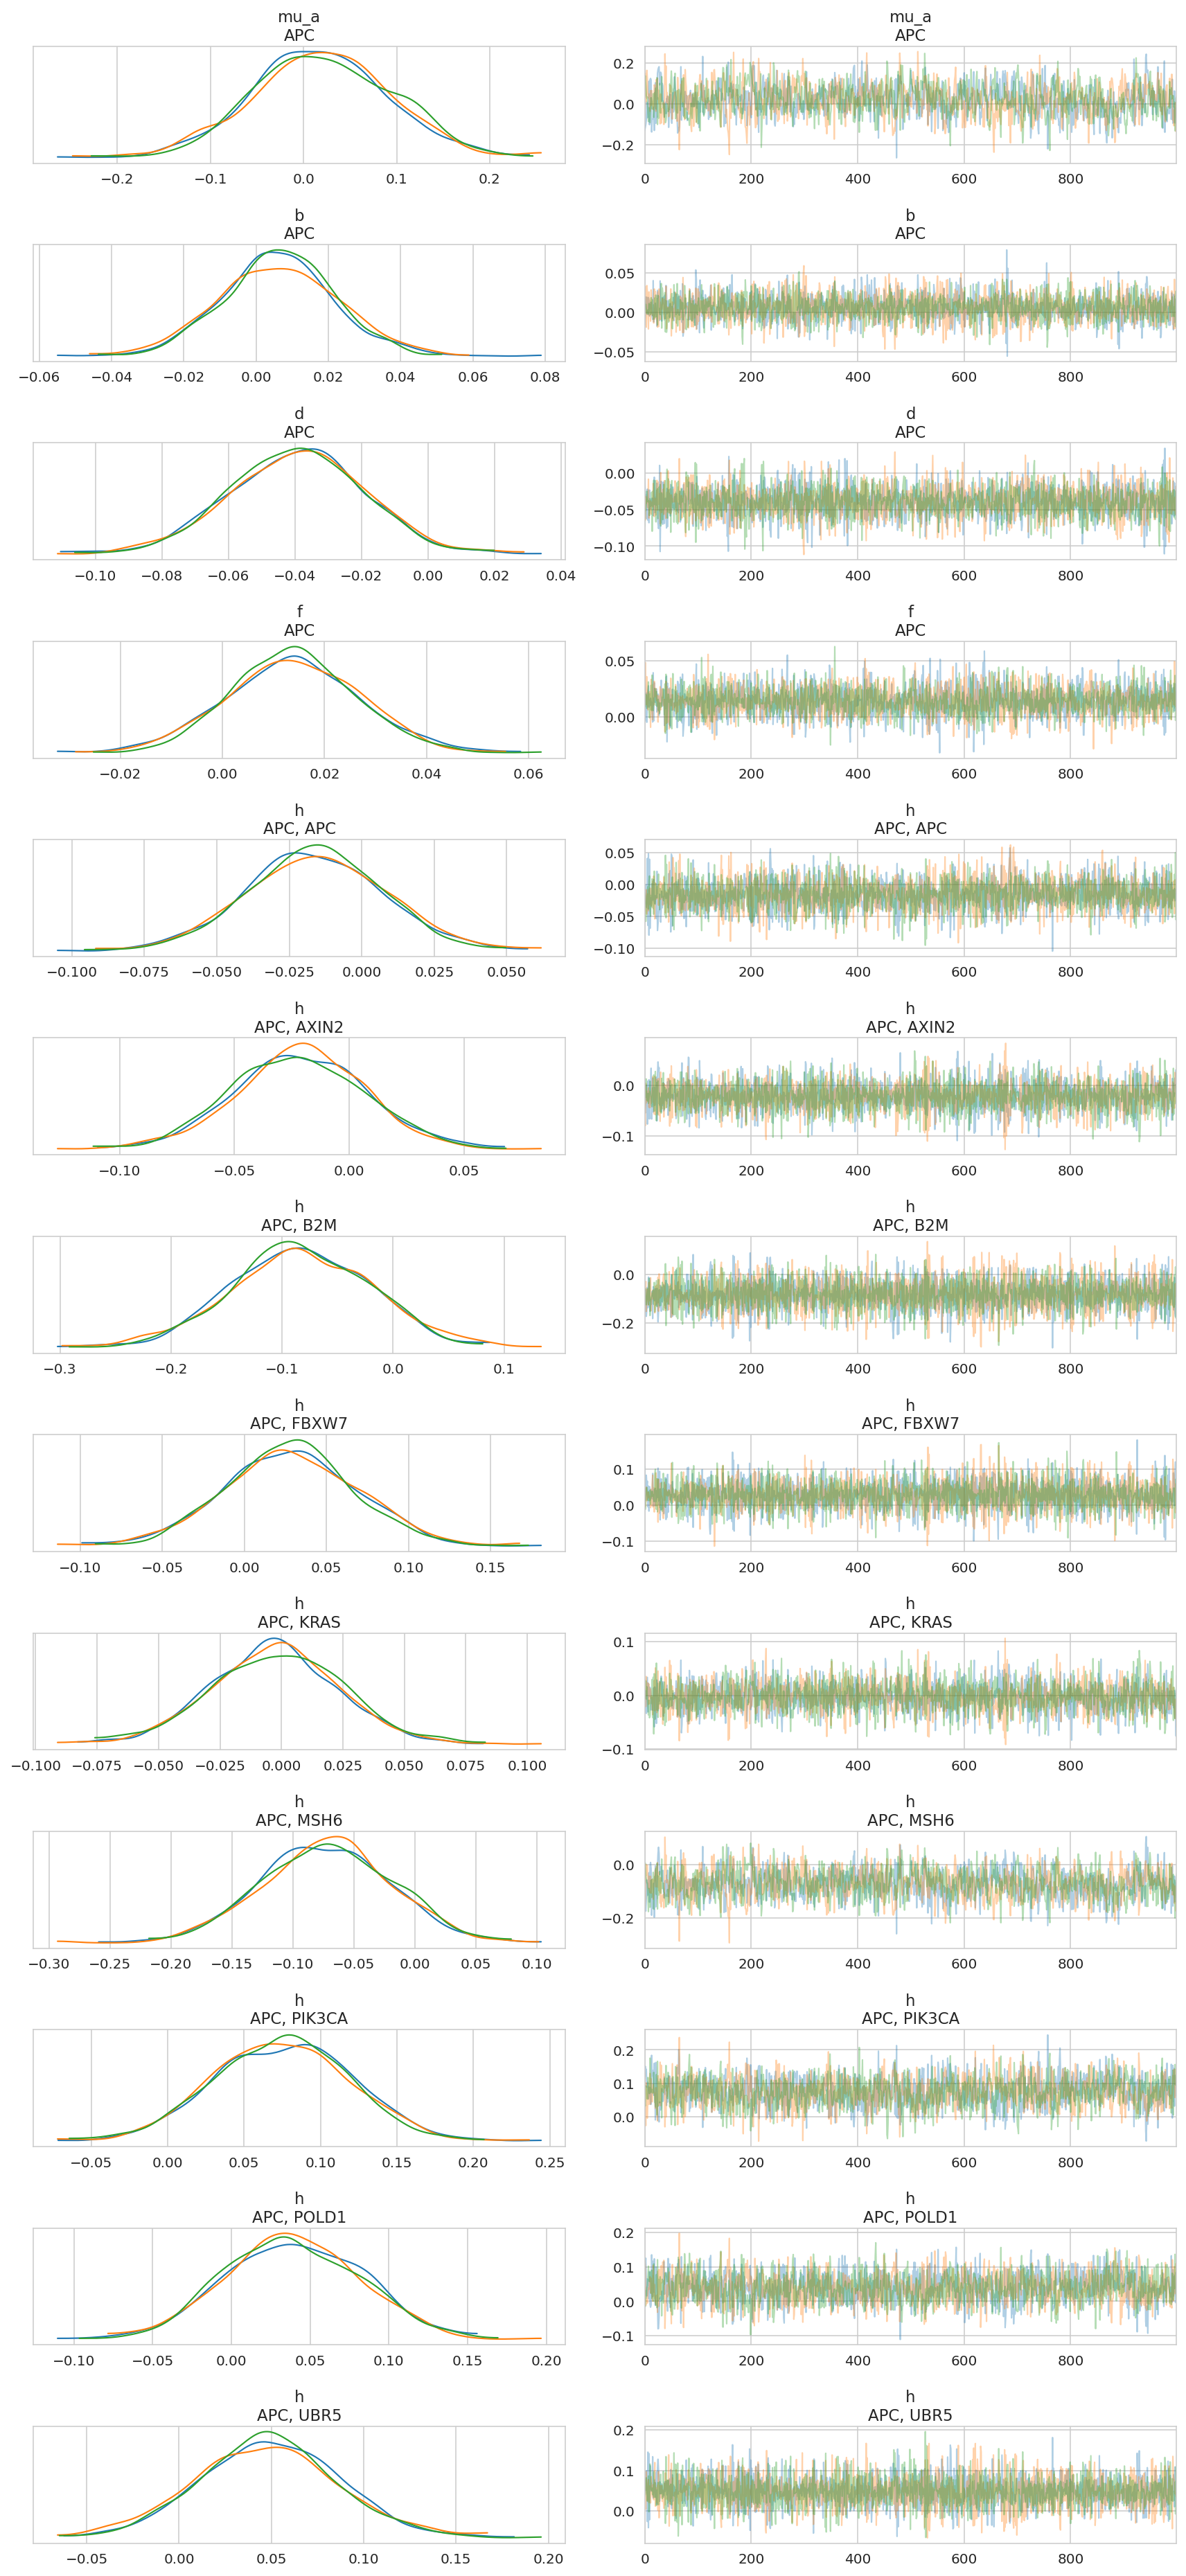 mu_a
APC
−0.2 −0.1 0.0 0.1 0.2
mu_a
APC
0.2
0.0
−0.2
0 200 400 600 800
b
APC
−0.06 −0.04 −0.02 0.00 0.02 0.04 0.06 0.08
b
APC
0.05
0.00
−0.05
0 200 400 600 800
d
APC
−0.10 −0.08 −0.06 −0.04 −0.02 0.00 0.02 0.04
d
APC
0.00
−0.05
−0.10
0 200 400 600 800
f
APC
−0.02 0.00 0.02 0.04 0.06
f
APC
0.05
0.00
0 200 400 600 800
h
APC, APC
−0.100 −0.075 −0.050 −0.025 0.000 0.025 0.050
h
APC, APC
0.05
0.00
−0.05
−0.10
0 200 400 600 800
h
APC, AXIN2
−0.10 −0.05 0.00 0.05
h
APC, AXIN2
0.0
−0.1
0 200 400 600 800
h
APC, B2M
−0.3 −0.2 −0.1 0.0 0.1
h
APC, B2M
0.0
−0.2
0 200 400 600 800
h
APC, FBXW7
−0.10 −0.05 0.00 0.05 0.10 0.15
h
APC, FBXW7
0.1
0.0
−0.1
0 200 400 600 800
h
APC, KRAS
−0.100 −0.075 −0.050 −0.025 0.000 0.025 0.050 0.075 0.100
h
APC, KRAS
0.1
0.0
−0.1
0 200 400 600 800
h
APC, MSH6
−0.30 −0.25 −0.20 −0.15 −0.10 −0.05 0.00 0.05 0.10
h
APC, MSH6
0.0
−0.2
0 200 400 600 800
h
APC, PIK3CA
−0.05 0.00 0.05 0.10 0.15 0.20 0.25
h
APC, PIK3CA
0.2
0.1
0.0
0 200 400 600 800
h
APC, POLD1
−0.10 −0.05 0.00 0.05 0.10 0.15 0.20
h
APC, POLD1
0.2
0.1
0.0
−0.1
0 200 400 600 800
h
APC, UBR5
−0.05 0.00 0.05 0.10 0.15 0.20
h
APC, UBR5
0.2
0.1
0.0
0 200 400 600 800